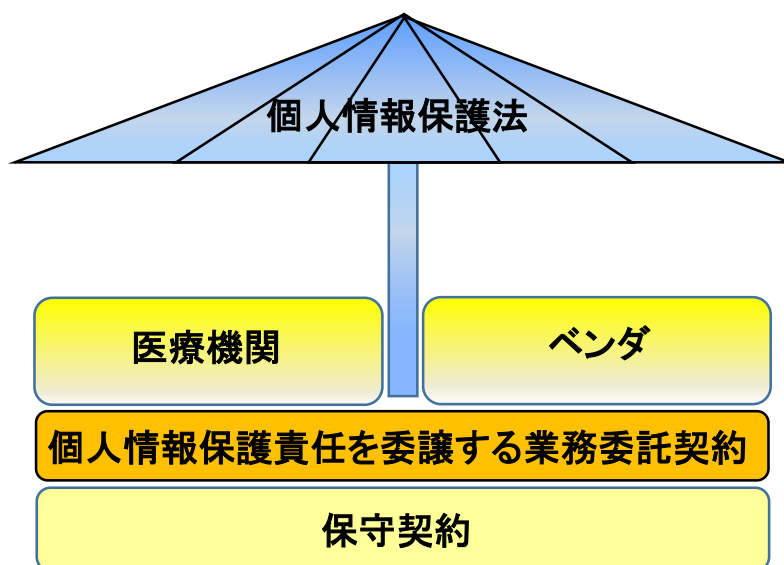 個人情報保護法
医療機関
ベンダ
個人情報保護責任を委譲する業務委託契約
保守契約